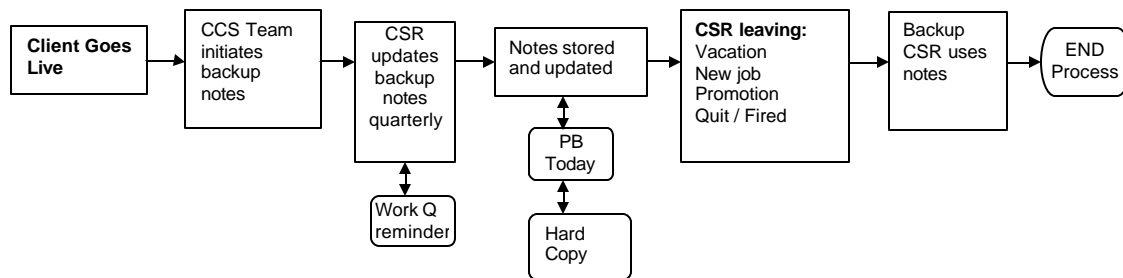 Client Goes
Live
CCS Team
initiates
backup
notes
CSR
updates
backup
notes
quarterly
Notes stored
and updated
CSR leaving:
Vacation
New job
Promotion
Quit / Fired
Backup
CSR uses
notes
END
Process
Work Q
reminder
PB
Today
Hard
Copy